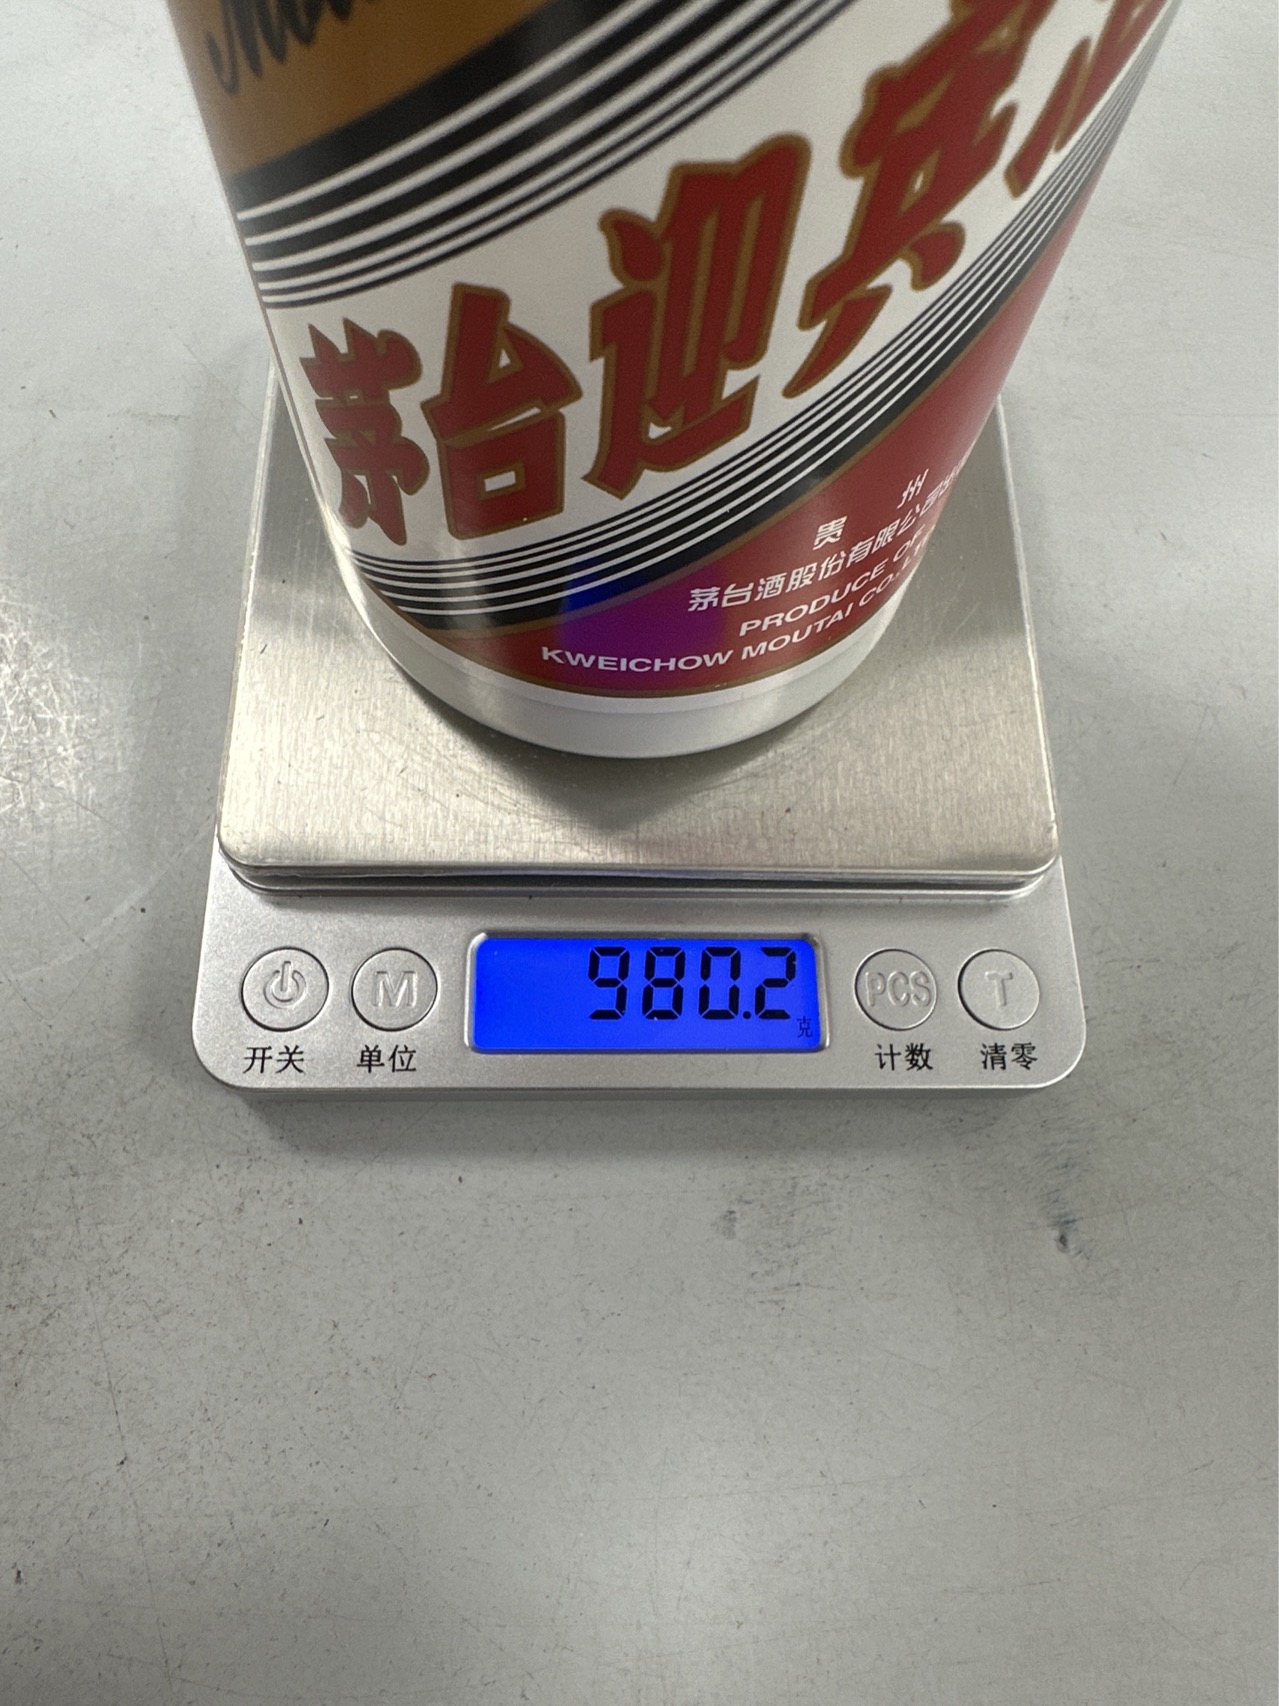 茅台迎宾
贵 州
茅台酒股份有限公司
PRODUCE OF
KWEICHOW MOUTAI CO.,
980.2
克
M
PCS
T
开关
单位
计数
清零